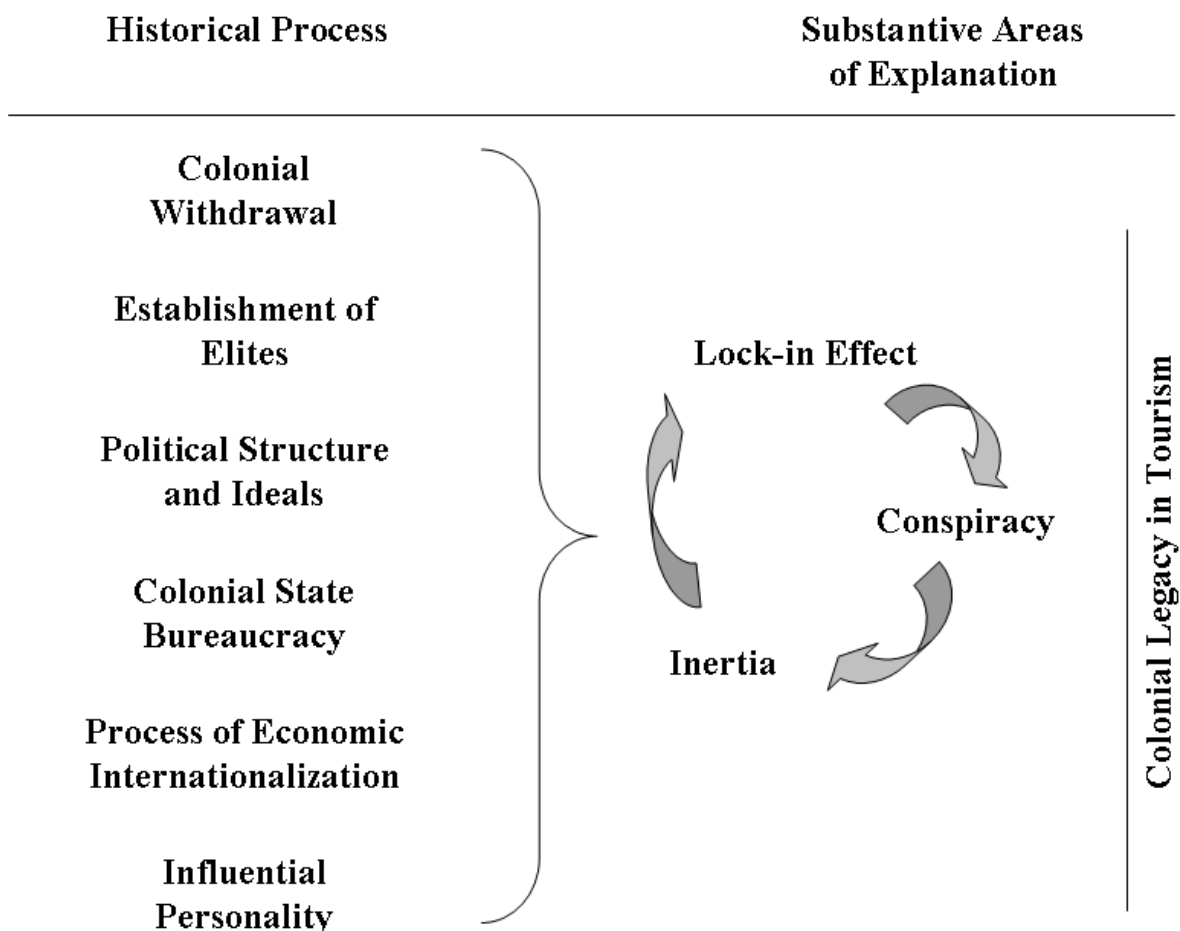 Historical Process
Substantive Areas
of Explanation
Colonial
Withdrawal
Establishment of
Elites
Political Structure
and Ideals
Colonial State
Bureaucracy
Process of Economic
Internationalization
Influential
Personality
Lock-in Effect
Conspiracy
Inertia
Colonial Legacy in Tourism